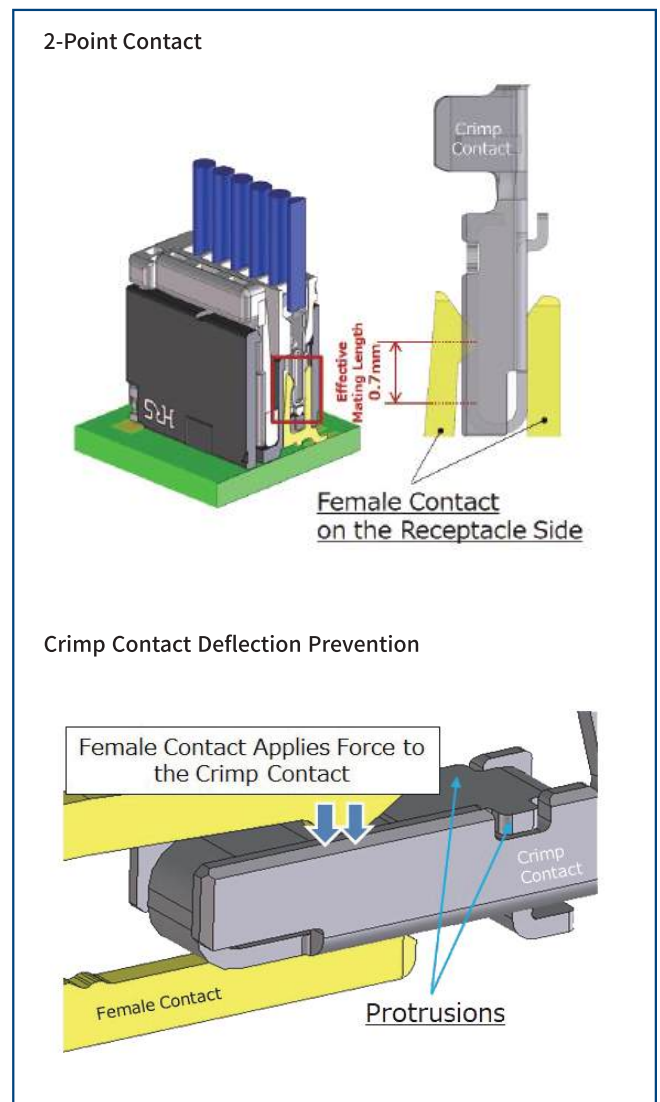 2-Point Contact
Crimp
Contact
Effective
Mating Length
0.7mm
HRS
Female Contact
on the Receptacle Side
Crimp Contact Deflection Prevention
Female Contact Applies Force to
the Crimp Contact
Crimp
Contact
Female Contact
Protrusions